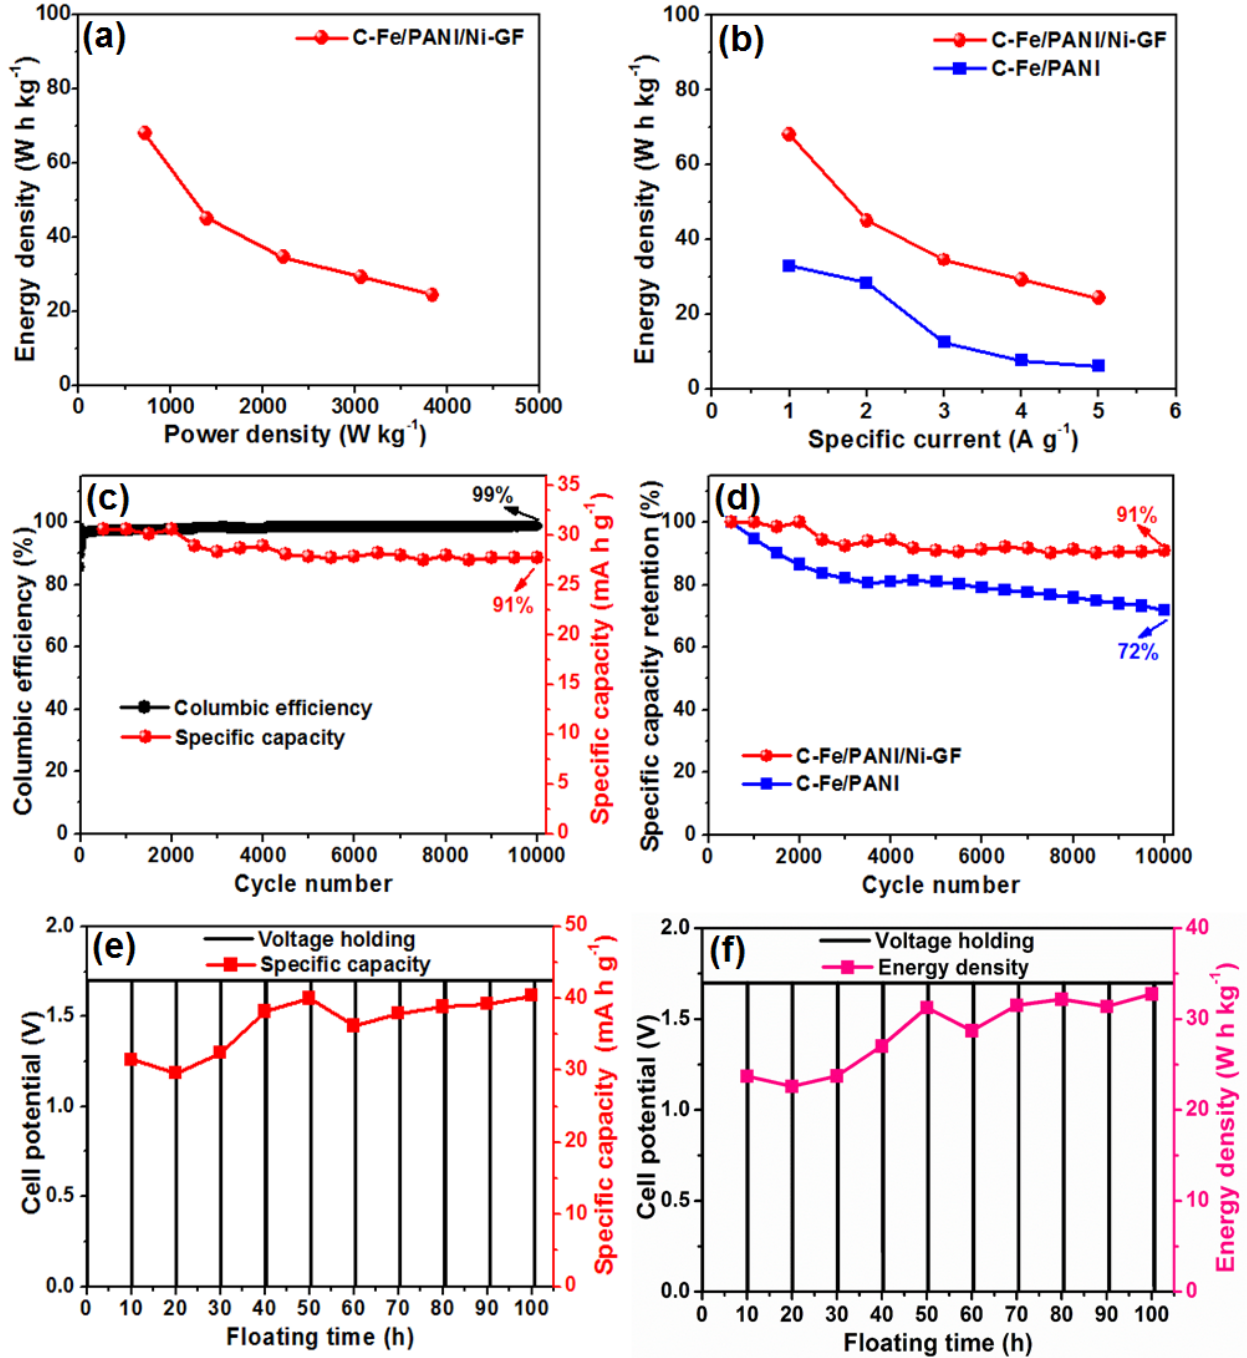 (a)
C-Fe/PANI/Ni-GF
Energy density (W h kg⁻¹)
100
80
60
40
20
0
0 1000 2000 3000 4000 5000
Power density (W kg⁻¹)
(b)
C-Fe/PANI/Ni-GF
C-Fe/PANI
Energy density (W h kg⁻¹)
100
80
60
40
20
0
0 1 2 3 4 5 6
Specific current (A g⁻¹)
(c)
99%
91%
Columbic efficiency
Specific capacity
Columbic efficiency (%)
100
80
60
40
20
0
Specific capacity (mA h g⁻¹)
35
30
25
20
15
10
5
0
0 2000 4000 6000 8000 10000
Cycle number
(d)
91%
72%
C-Fe/PANI/Ni-GF
C-Fe/PANI
Specific capacity retention (%)
100
80
60
40
20
0
0 2000 4000 6000 8000 10000
Cycle number
(e)
Voltage holding
Specific capacity
Cell potential (V)
2.0
1.5
1.0
0.5
0.0
Specific capacity (mA h g⁻¹)
50
40
30
20
10
0
0 10 20 30 40 50 60 70 80 90 100
Floating time (h)
(f)
Voltage holding
Energy density
Cell potential (V)
2.0
1.5
1.0
0.5
0.0
Energy density (W h kg⁻¹)
40
30
20
10
0
0 10 20 30 40 50 60 70 80 90 100
Floating time (h)